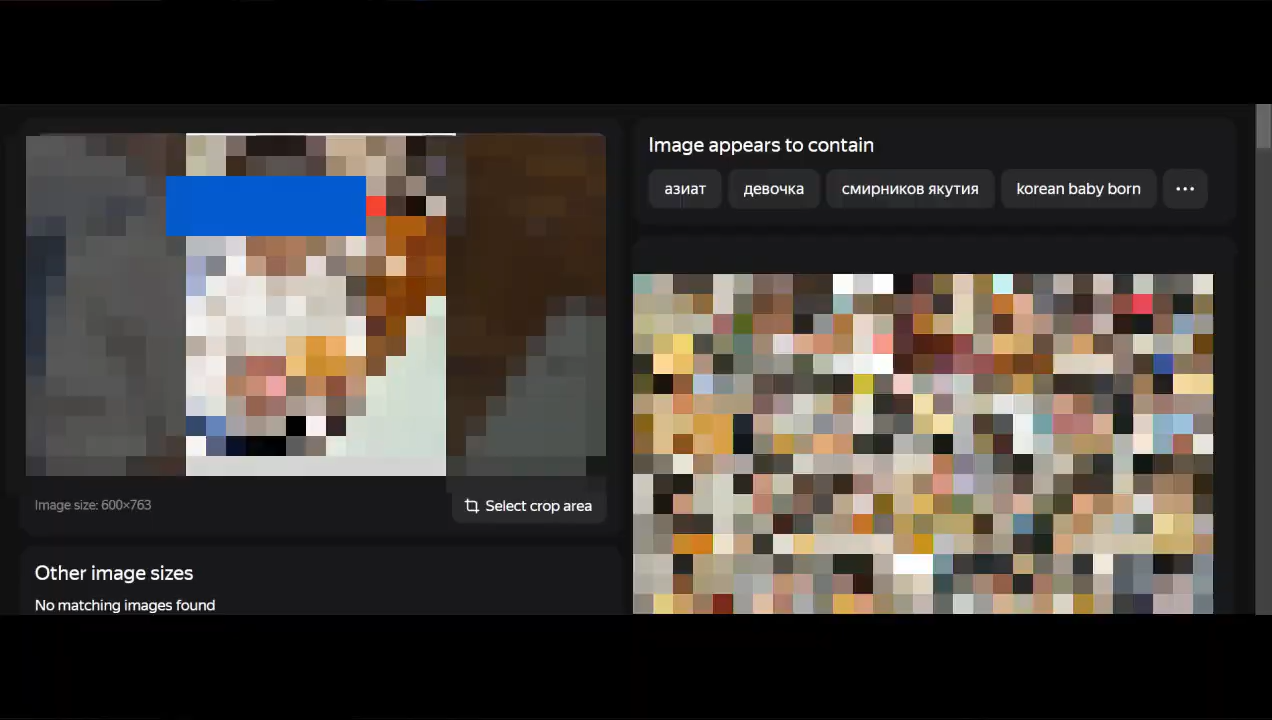 Image appears to contain
азиат девочка смирников якутия korean baby born ...
Image size: 600×763
Select crop area
Other image sizes
No matching images found